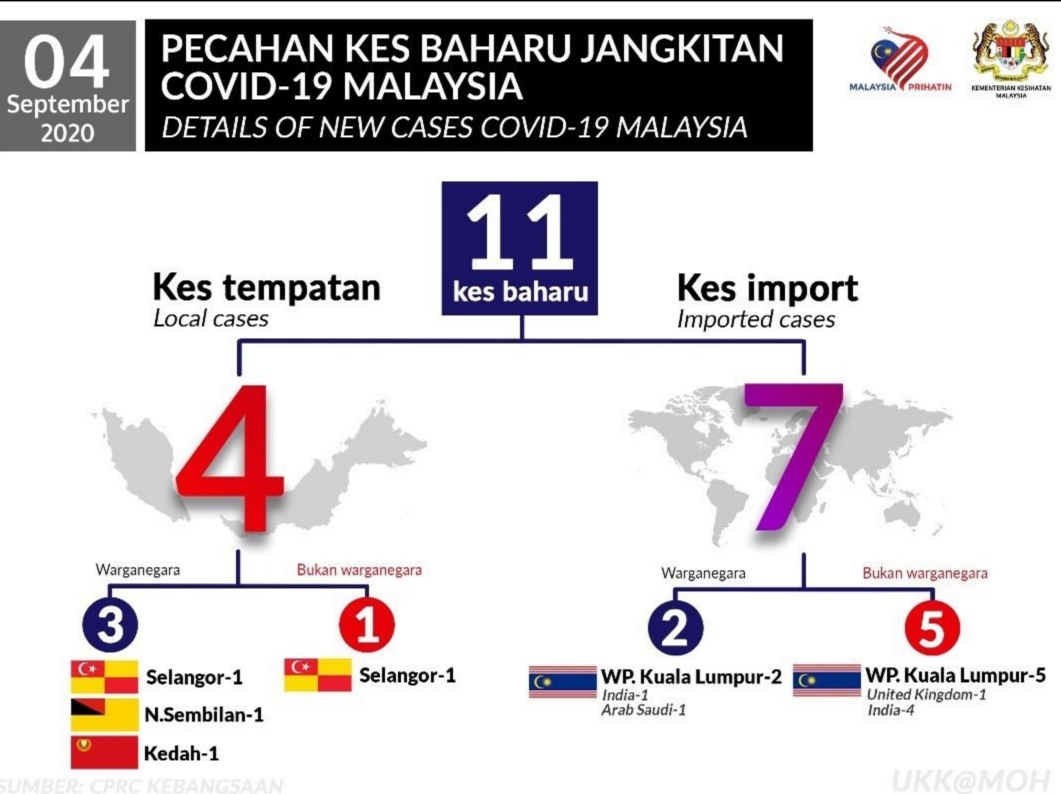 04
September
2020
PECAHAN KES BAHARU JANGKITAN
COVID-19 MALAYSIA
DETAILS OF NEW CASES COVID-19 MALAYSIA
MALAYSIA PRIHATIN
KEMENTERIAN KESIHATAN
MALAYSIA
11
kes baharu
Kes tempatan
Local cases
Kes import
Imported cases
4
7
Warganegara
Bukan warganegara
Warganegara
Bukan warganegara
3
1
2
5
Selangor-1
N.Sembilan-1
Kedah-1
Selangor-1
WP. Kuala Lumpur-2
India-1
Arab Saudi-1
WP. Kuala Lumpur-5
United Kingdom-1
India-4
SUMBER: CPRC KEBANGSAAN
UKK@MOH